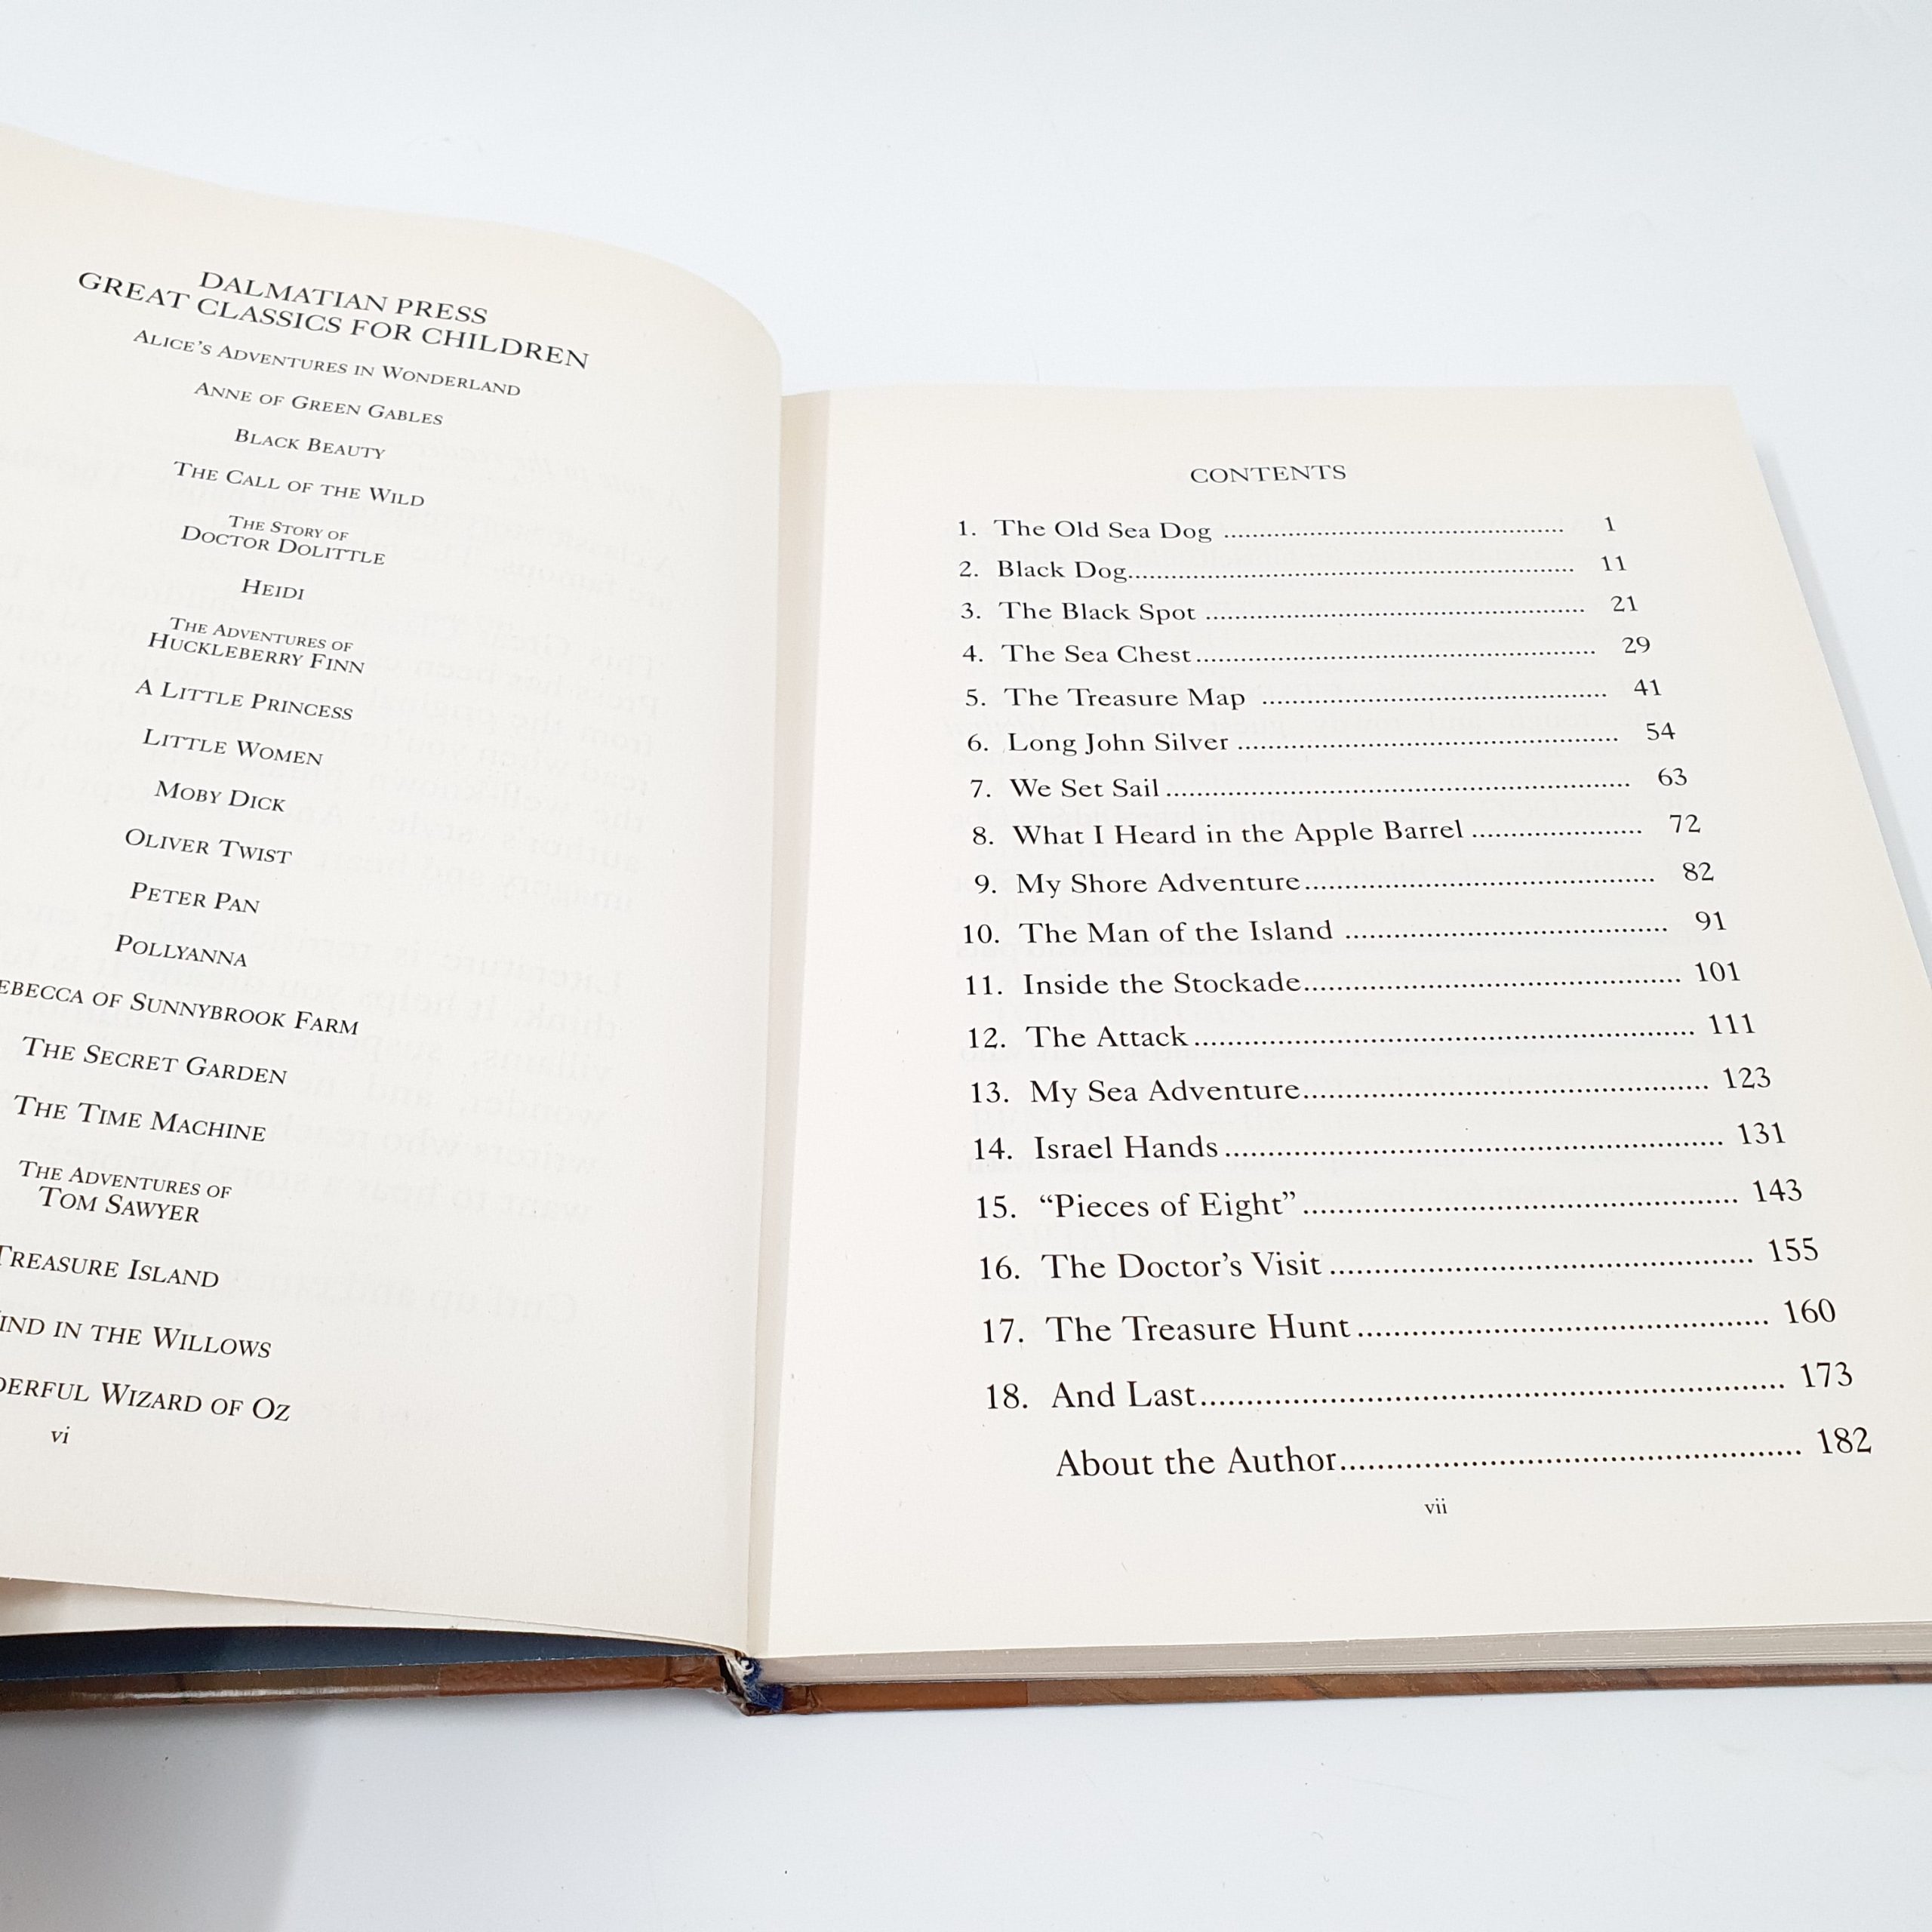 DALMATIAN PRESS
GREAT CLASSICS FOR CHILDREN
ALICE'S ADVENTURES IN WONDERLAND
ANNE OF GREEN GABLES
BLACK BEAUTY
THE CALL OF THE WILD
THE STORY OF
DOCTOR DOLITTLE
HEIDI
THE ADVENTURES OF
HUCKLEBERRY FINN
A LITTLE PRINCESS
LITTLE WOMEN
MOBY DICK
OLIVER TWIST
PETER PAN
POLLYANNA
EBECCA OF SUNNYBROOK FARM
THE SECRET GARDEN
THE TIME MACHINE
THE ADVENTURES OF
TOM SAWYER
TREASURE ISLAND
IND IN THE WILLOWS
DERFUL WIZARD OF OZ
vi
CONTENTS
1. The Old Sea Dog ........................ 1
2. Black Dog........................ 11
3. The Black Spot ........................ 21
4. The Sea Chest........................ 29
5. The Treasure Map ........................ 41
6. Long John Silver ........................ 54
7. We Set Sail ........................ 63
8. What I Heard in the Apple Barrel ........................ 72
9. My Shore Adventure........................ 82
10. The Man of the Island ........................ 91
11. Inside the Stockade........................ 101
12. The Attack ........................ 111
13. My Sea Adventure........................ 123
14. Israel Hands ........................ 131
15. “Pieces of Eight” ........................ 143
16. The Doctor’s Visit ........................ 155
17. The Treasure Hunt ........................ 160
18. And Last........................ 173
About the Author........................ 182
vii